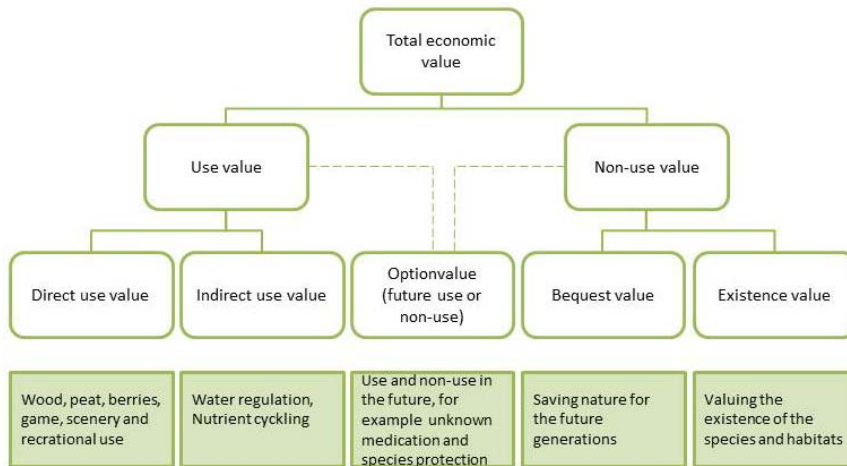 Total economic
value
Use value
Non-use value
Direct use value
Indirect use value
Optionvalue
(future use or
non-use)
Bequest value
Existence value
Wood, peat, berries,
game, scenery and
recrational use
Water regulation,
Nutrient cyckling
Use and non-use in
the future, for
example unknown
medication and
species protection
Saving nature for
the future
generations
Valuing the
existence of the
species and habitats